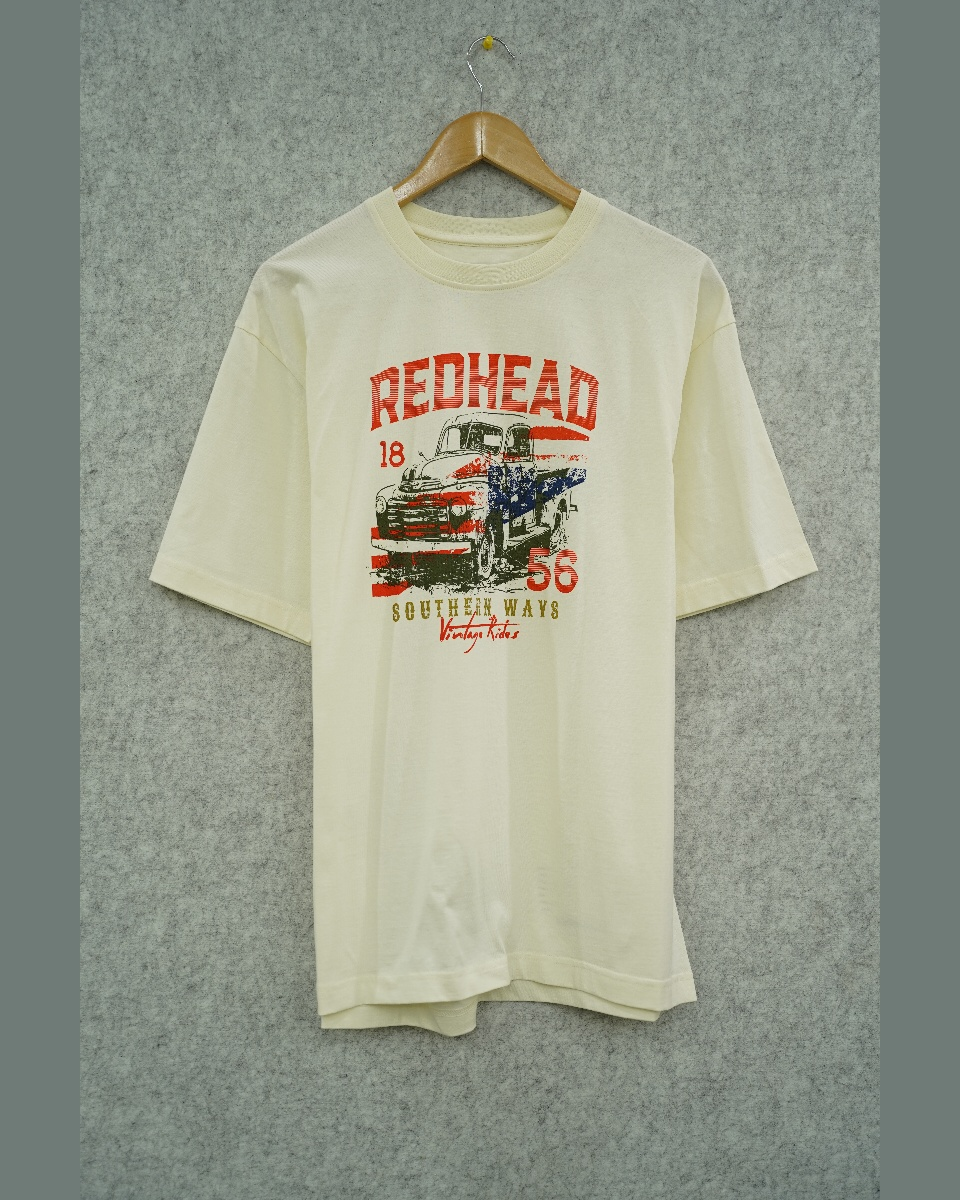 REDHEAD
18
56
SOUTHERN WAYS
Vintage Rides